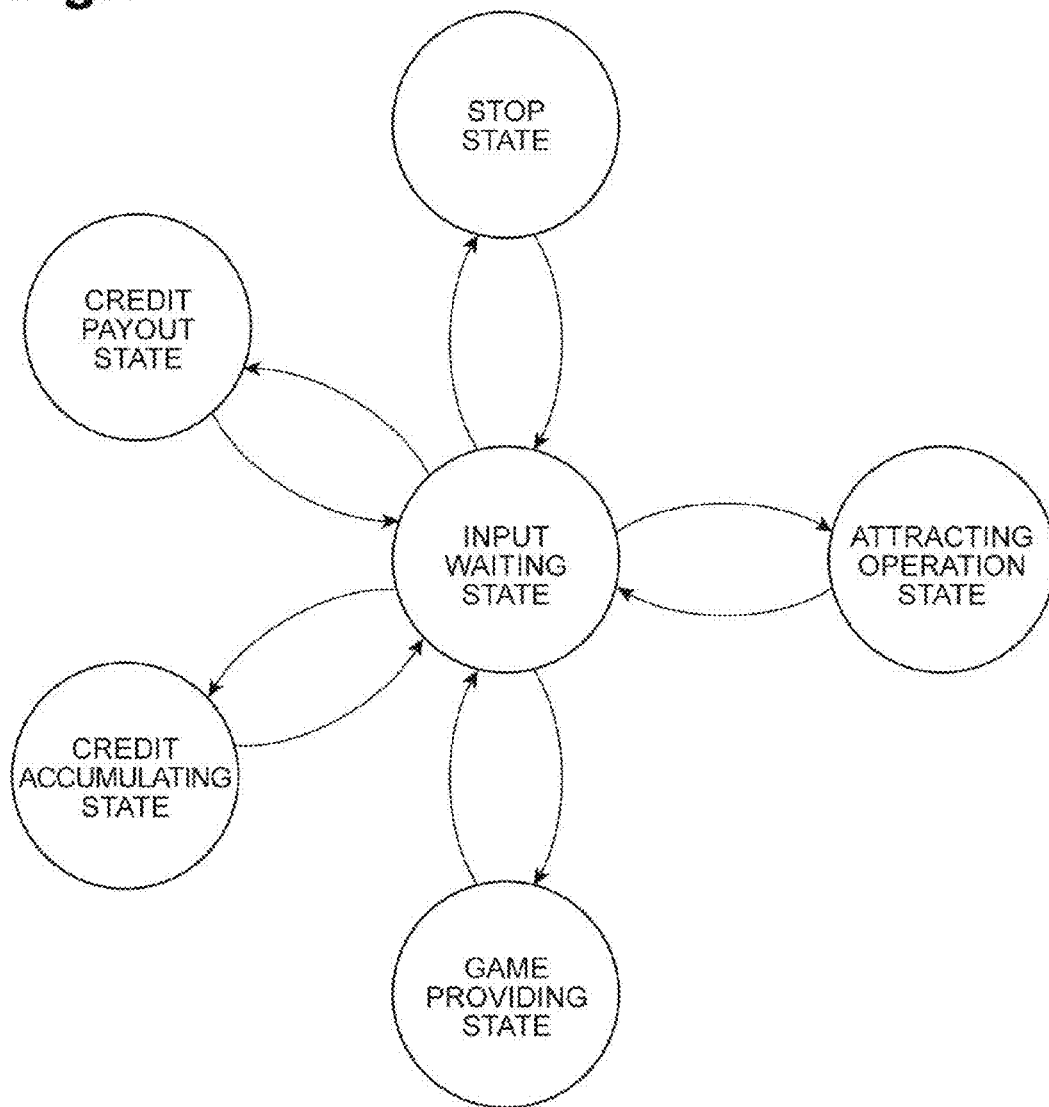 STOP
STATE
CREDIT
PAYOUT
STATE
INPUT
WAITING
STATE
ATTRACTING
OPERATION
STATE
CREDIT
ACCUMULATING
STATE
GAME
PROVIDING
STATE